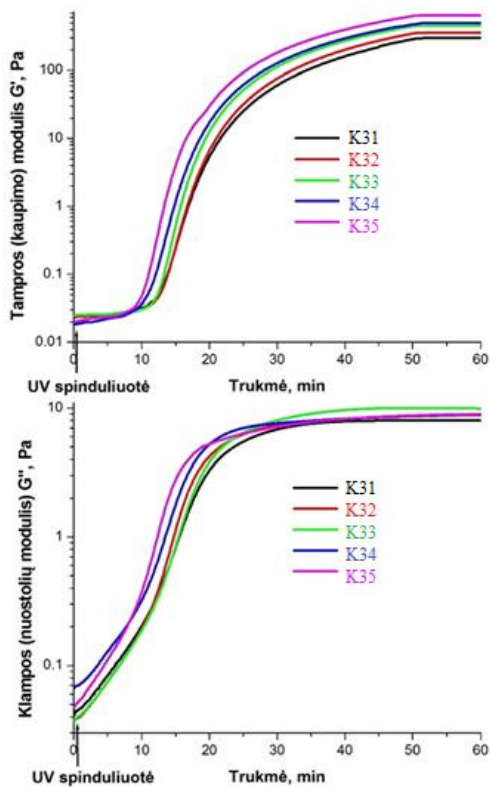 Tampros (kaupimo) modulis G', Pa
100
10
1
0.1
0.01
K31
K32
K33
K34
K35
0 10 20 30 40 50 60
UV spinduliuotė Trukmė, min
Klampos (nuostolių modulis) G'', Pa
10
1
0.1
K31
K32
K33
K34
K35
0 10 20 30 40 50 60
UV spinduliuotė Trukmė, min